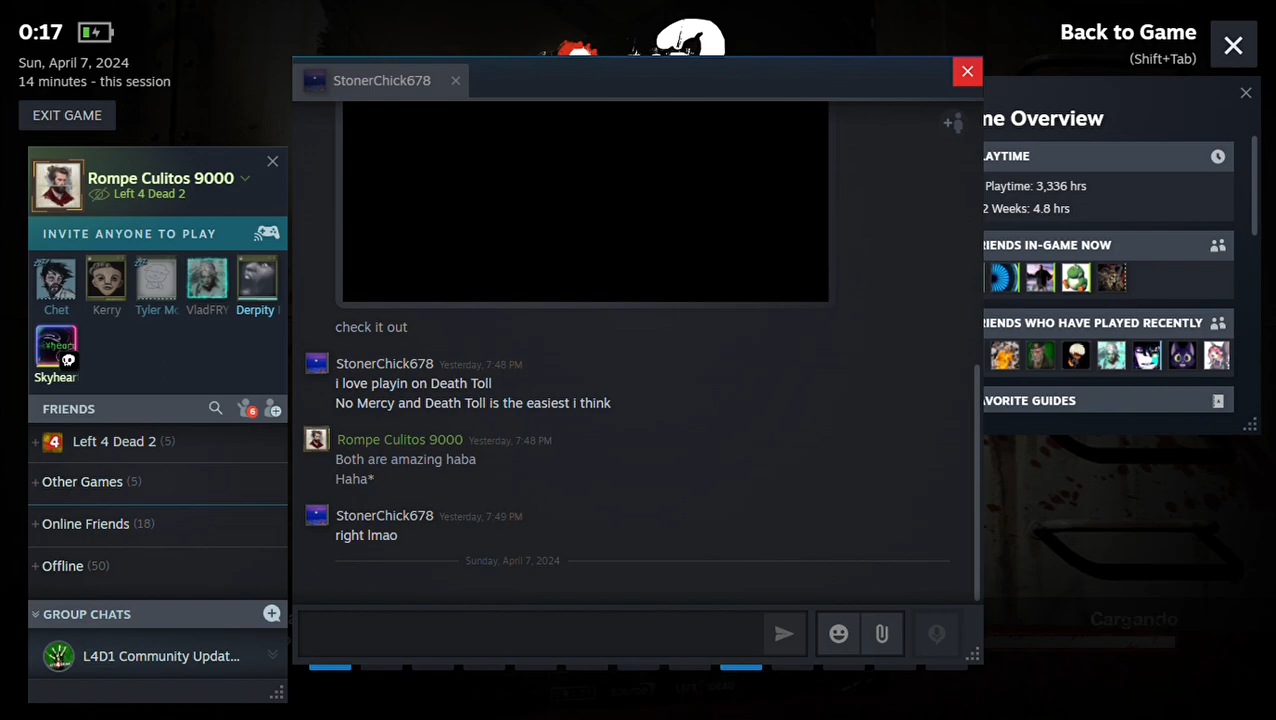 0:17
Sun, April 7, 2024
14 minutes - this session
EXIT GAME
Back to Game
(Shift+Tab)
Rompe Culitos 9000
Left 4 Dead 2
INVITE ANYONE TO PLAY
Chet
Kerry
Tyler Mc
VladFRY
Derpity
Skyhear
FRIENDS
6
Left 4 Dead 2 (5)
Other Games (5)
Online Friends (18)
Offline (50)
GROUP CHATS
L4D1 Community Updat...
StonerChick678
check it out
StonerChick678 Yesterday, 7:48 PM
i love playin on Death Toll
No Mercy and Death Toll is the easiest i think
Rompe Culitos 9000 Yesterday, 7:48 PM
Both are amazing haba
Haha*
StonerChick678 Yesterday, 7:49 PM
right lmao
Sunday, April 7, 2024
me Overview
LAYTIME
Playtime: 3,336 hrs
2 Weeks: 4.8 hrs
RIENDS IN-GAME NOW
RIENDS WHO HAVE PLAYED RECENTLY
AVORITE GUIDES
Cargando